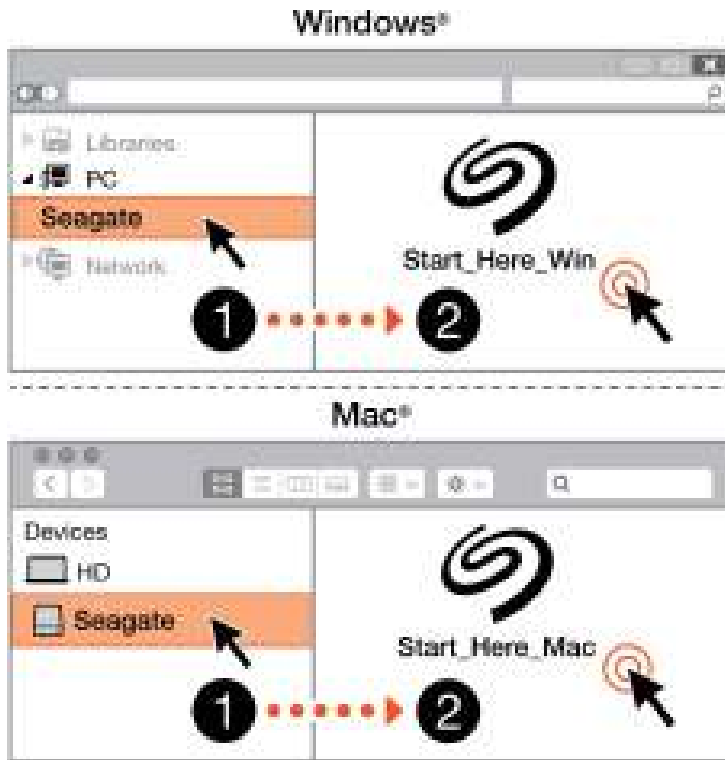 Windows®
Libraries
PC
Seagate
Network
Start_Here_Win
1
2
Mac®
Devices
HD
Seagate
Start_Here_Mac
1
2